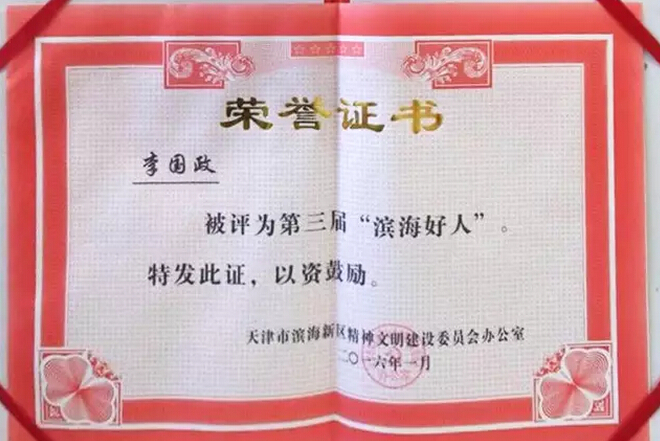 荣誉证书
李国政
被评为第三届“滨海好人”。
特发此证，以资鼓励。
天津市滨海新区精神文明建设委员会办公室
二〇一六年一月